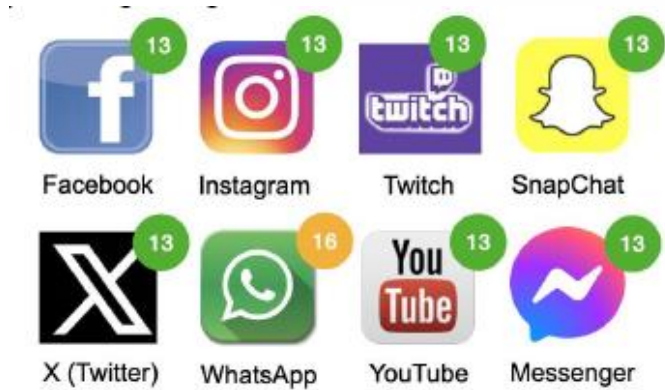 13 13 13 13
f
twitch
Facebook Instagram Twitch SnapChat
13 16 13 13
X
You
Tube
X (Twitter) WhatsApp YouTube Messenger